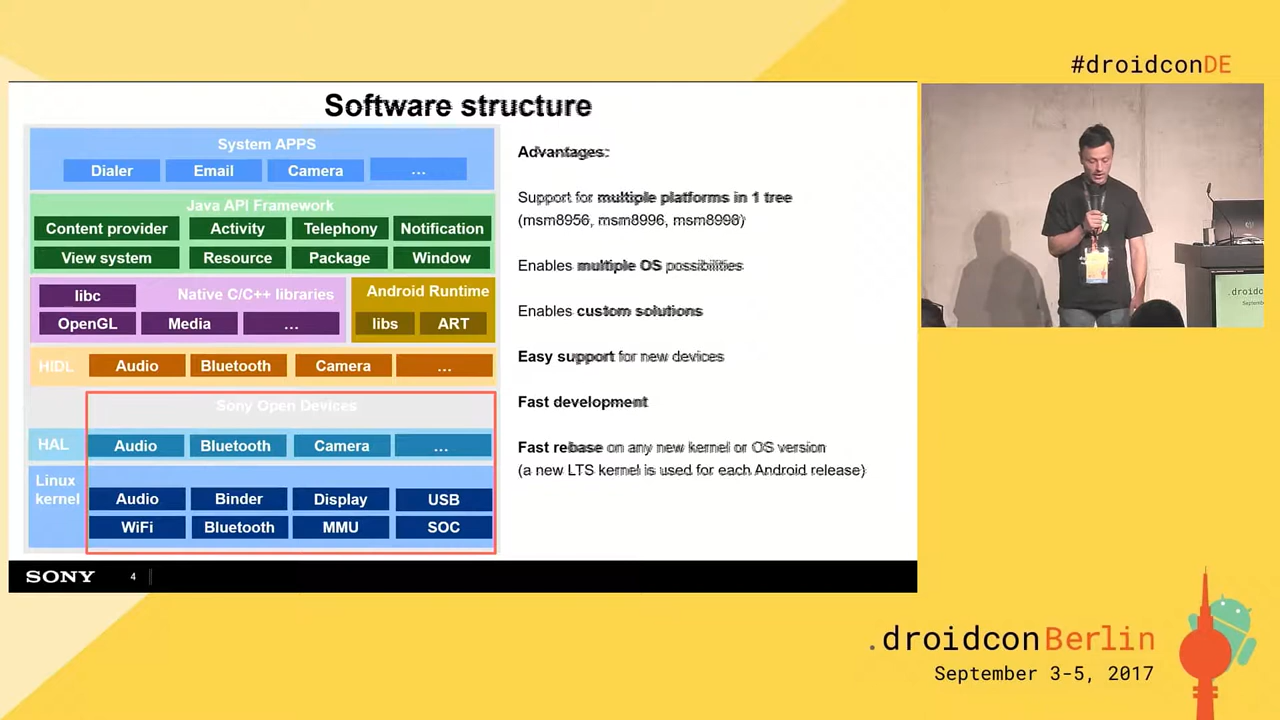 #droidconDE
Software structure
System APPS
Dialer
Email
Camera
...
Java API Framework
Content provider
Activity
Telephony
Notification
View system
Resource
Package
Window
libc
Native C/C++ libraries
OpenGL
Media
...
Android Runtime
libs
ART
HIDL
Audio
Bluetooth
Camera
...
Sony Open Devices
HAL
Audio
Bluetooth
Camera
...
Linux
kernel
Audio
Binder
Display
USB
WiFi
Bluetooth
MMU
SOC
Advantages:
Support for multiple platforms in 1 tree
(msm8956, msm8996, msm8998)
Enables multiple OS possibilities
Enables custom solutions
Easy support for new devices
Fast development
Fast rebase on any new kernel or OS version
(a new LTS kernel is used for each Android release)
SONY
4
.droidconBerlin
September 3-5, 2017